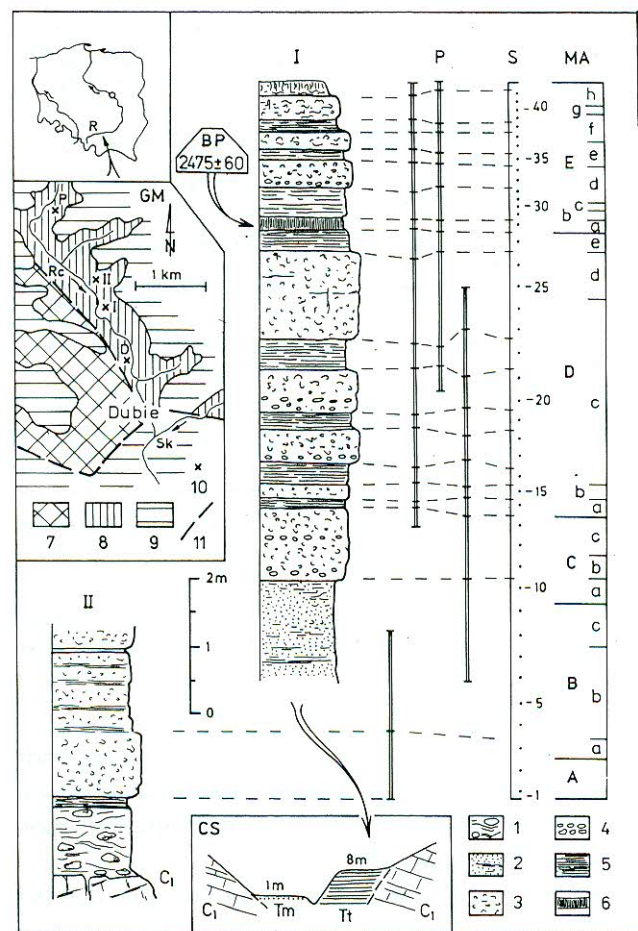 R
BP
2475±60
GM
N
P
Rc
II
I
D
1 km
Dubie
Sk
10
7 8 9 11
I P S MA
40
35
30
25
20
15
10
5
1
E
D
C
B
A
h
g
f
e
d
c
b
a
e
d
c
b
a
c
b
a
c
b
a
2m
1
0
II
C₁
CS
1m
8m
C₁ Tm Tt C₁
1 4
2 5
3 6